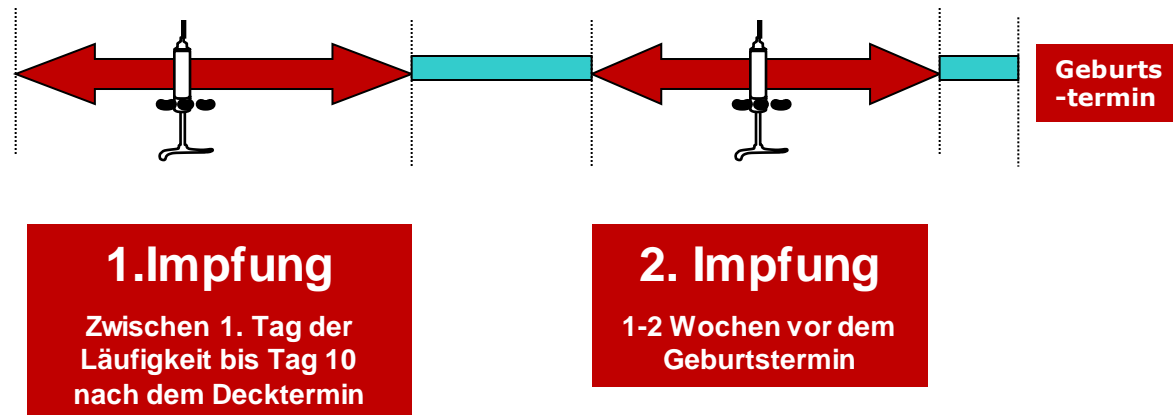 Geburts
-termin
1.Impfung
Zwischen 1. Tag der
Läufigkeit bis Tag 10
nach dem Decktermin
2. Impfung
1-2 Wochen vor dem
Geburtstermin